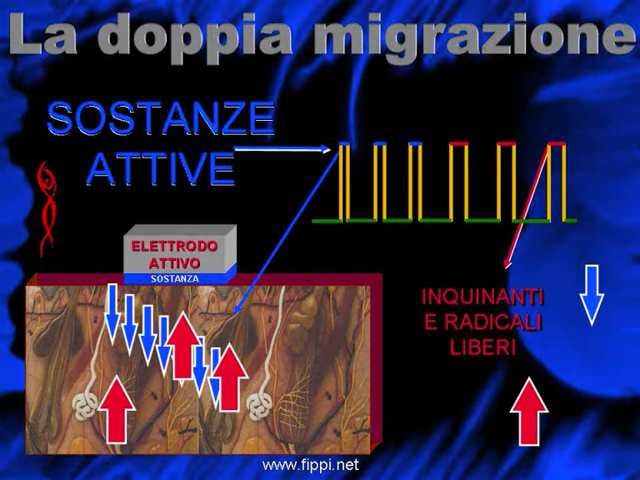 La doppia migrazione
SOSTANZE
ATTIVE
ELETTRODO
ATTIVO
SOSTANZA
INQUINANTI
E RADICALI
LIBERI
www.fippi.net